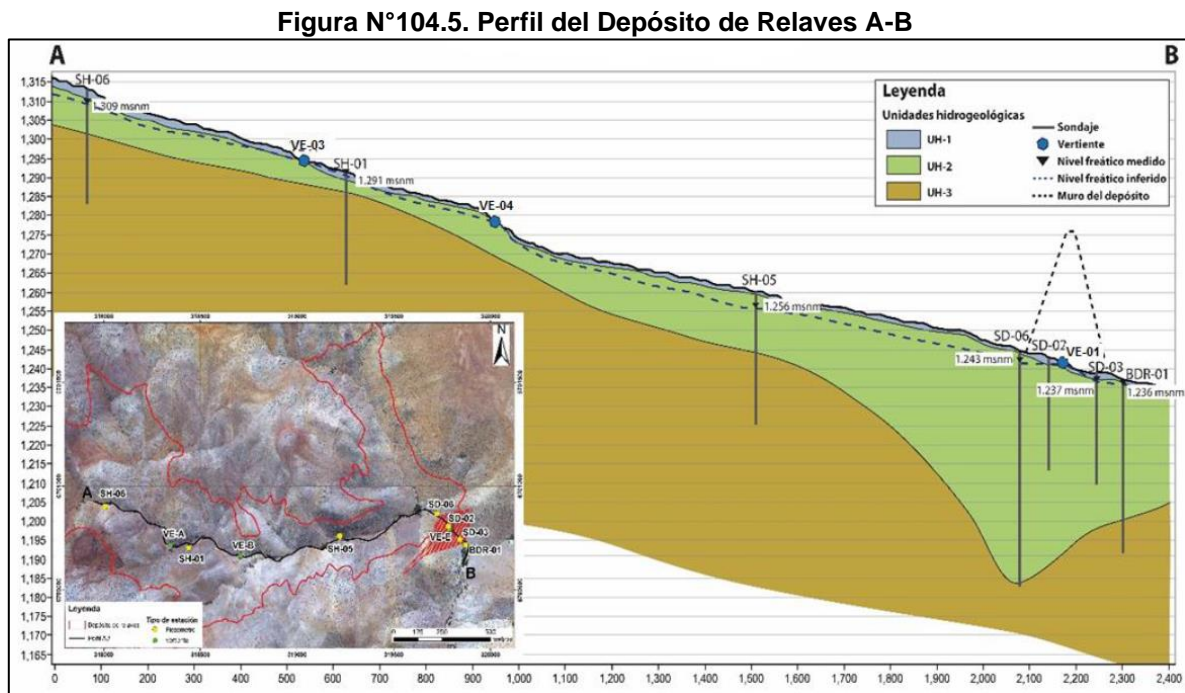 Figura N°104.5. Perfil del Depósito de Relaves A-B
A
B
1,315
1,310
1,305
1,300
1,295
1,290
1,285
1,280
1,275
1,270
1,265
1,260
1,255
1,250
1,245
1,240
1,235
1,230
1,225
1,220
1,215
1,210
1,205
1,200
1,195
1,190
1,185
1,180
1,175
1,170
1,165
SH-06
1.309 msnm
VE-03
SH-01
1.291 msnm
VE-04
SH-05
1.256 msnm
SD-06
1.243 msnm
SD-02
VE-01
SD-03
1.237 msnm
BDR-01
1.236 msnm
Leyenda
Unidades hidrogeológicas
UH-1
UH-2
UH-3
Sondaje
Vertiente
Nivel freático medido
Nivel freático inferido
Muro del depósito
N
A
SH-06
VE-A
SH-01
VE-B
SH-05
SD-06
SD-02
VE-E
SD-03
BDR-01
B
Leyenda
Depósito de relaves
Tipo de estación
Piezómetro
0 100 200 300 400 500 600 700 800 900 1,000 1,100 1,200 1,300 1,400 1,500 1,600 1,700 1,800 1,900 2,000 2,100 2,200 2,300 2,400